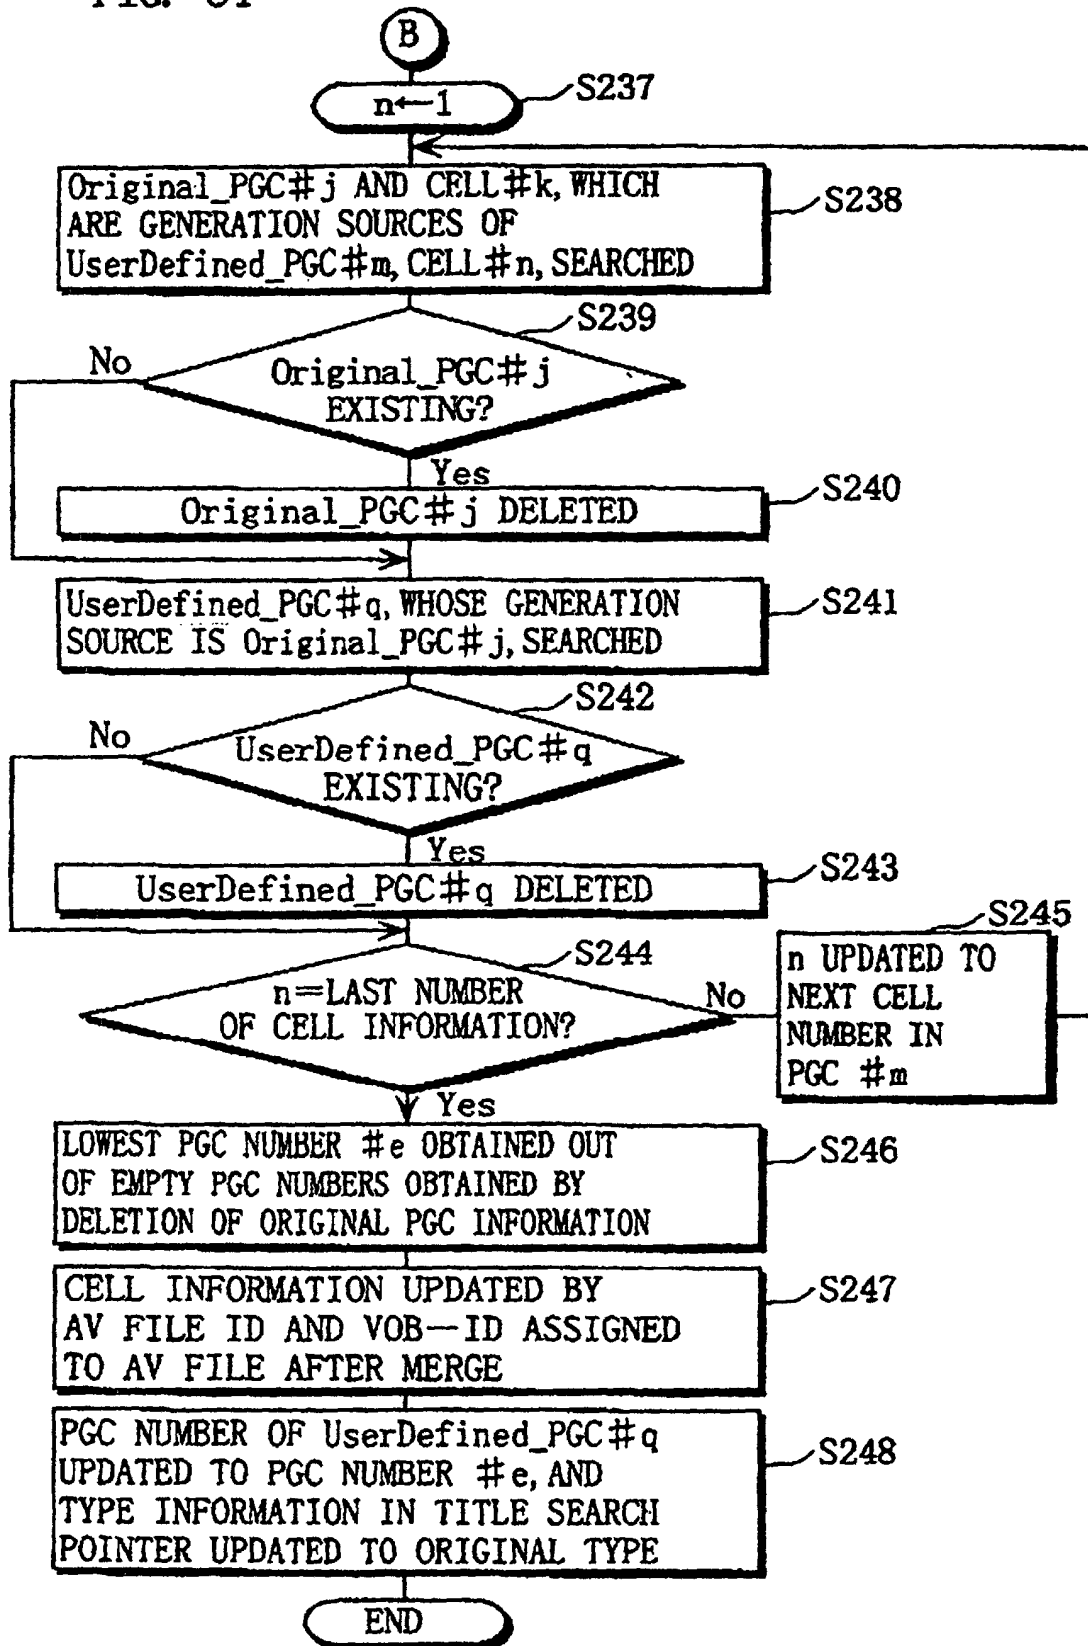 B
n←1
S237
Original_PGC#j AND CELL#k, WHICH
ARE GENERATION SOURCES OF
UserDefined_PGC#m, CELL#n, SEARCHED
S238
S239
No
Original_PGC#j
EXISTING?
Yes
S240
Original_PGC#j DELETED
UserDefined_PGC#q, WHOSE GENERATION
SOURCE IS Original_PGC#j, SEARCHED
S241
S242
No
UserDefined_PGC#q
EXISTING?
Yes
S243
UserDefined_PGC#q DELETED
S244
n=LAST NUMBER
OF CELL INFORMATION?
No
S245
n UPDATED TO
NEXT CELL
NUMBER IN
PGC #m
Yes
LOWEST PGC NUMBER #e OBTAINED OUT
OF EMPTY PGC NUMBERS OBTAINED BY
DELETION OF ORIGINAL PGC INFORMATION
S246
CELL INFORMATION UPDATED BY
AV FILE ID AND VOB-ID ASSIGNED
TO AV FILE AFTER MERGE
S247
PGC NUMBER OF UserDefined_PGC#q
UPDATED TO PGC NUMBER #e, AND
TYPE INFORMATION IN TITLE SEARCH
POINTER UPDATED TO ORIGINAL TYPE
S248
END